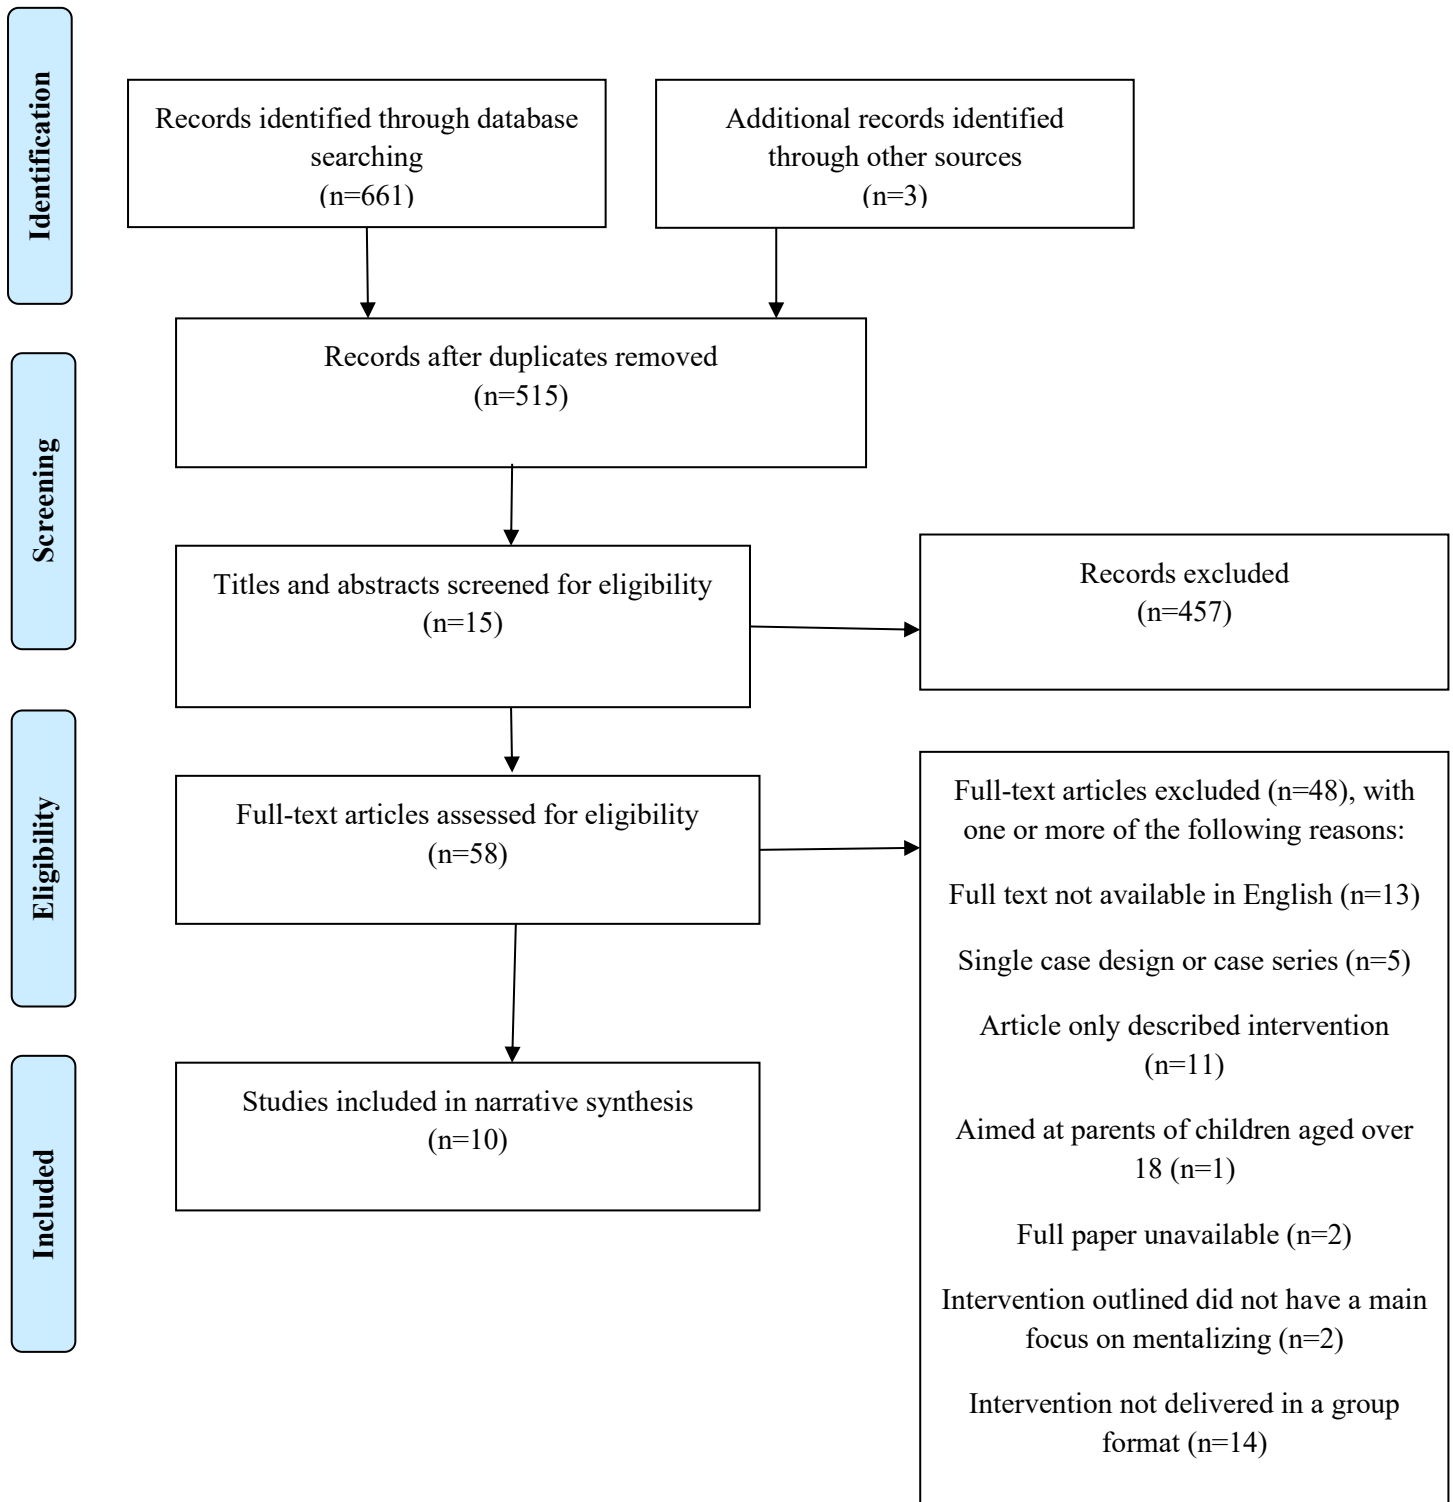 Identification
Records identified through database
searching
(n=661)
Additional records identified
through other sources
(n=3)
Records after duplicates removed
(n=515)
Screening
Titles and abstracts screened for eligibility
(n=15)
Records excluded
(n=457)
Eligibility
Full-text articles assessed for eligibility
(n=58)
Full-text articles excluded (n=48), with
one or more of the following reasons:
Full text not available in English (n=13)
Single case design or case series (n=5)
Article only described intervention
(n=11)
Aimed at parents of children aged over
18 (n=1)
Full paper unavailable (n=2)
Intervention outlined did not have a main
focus on mentalizing (n=2)
Intervention not delivered in a group
format (n=14)
Included
Studies included in narrative synthesis
(n=10)